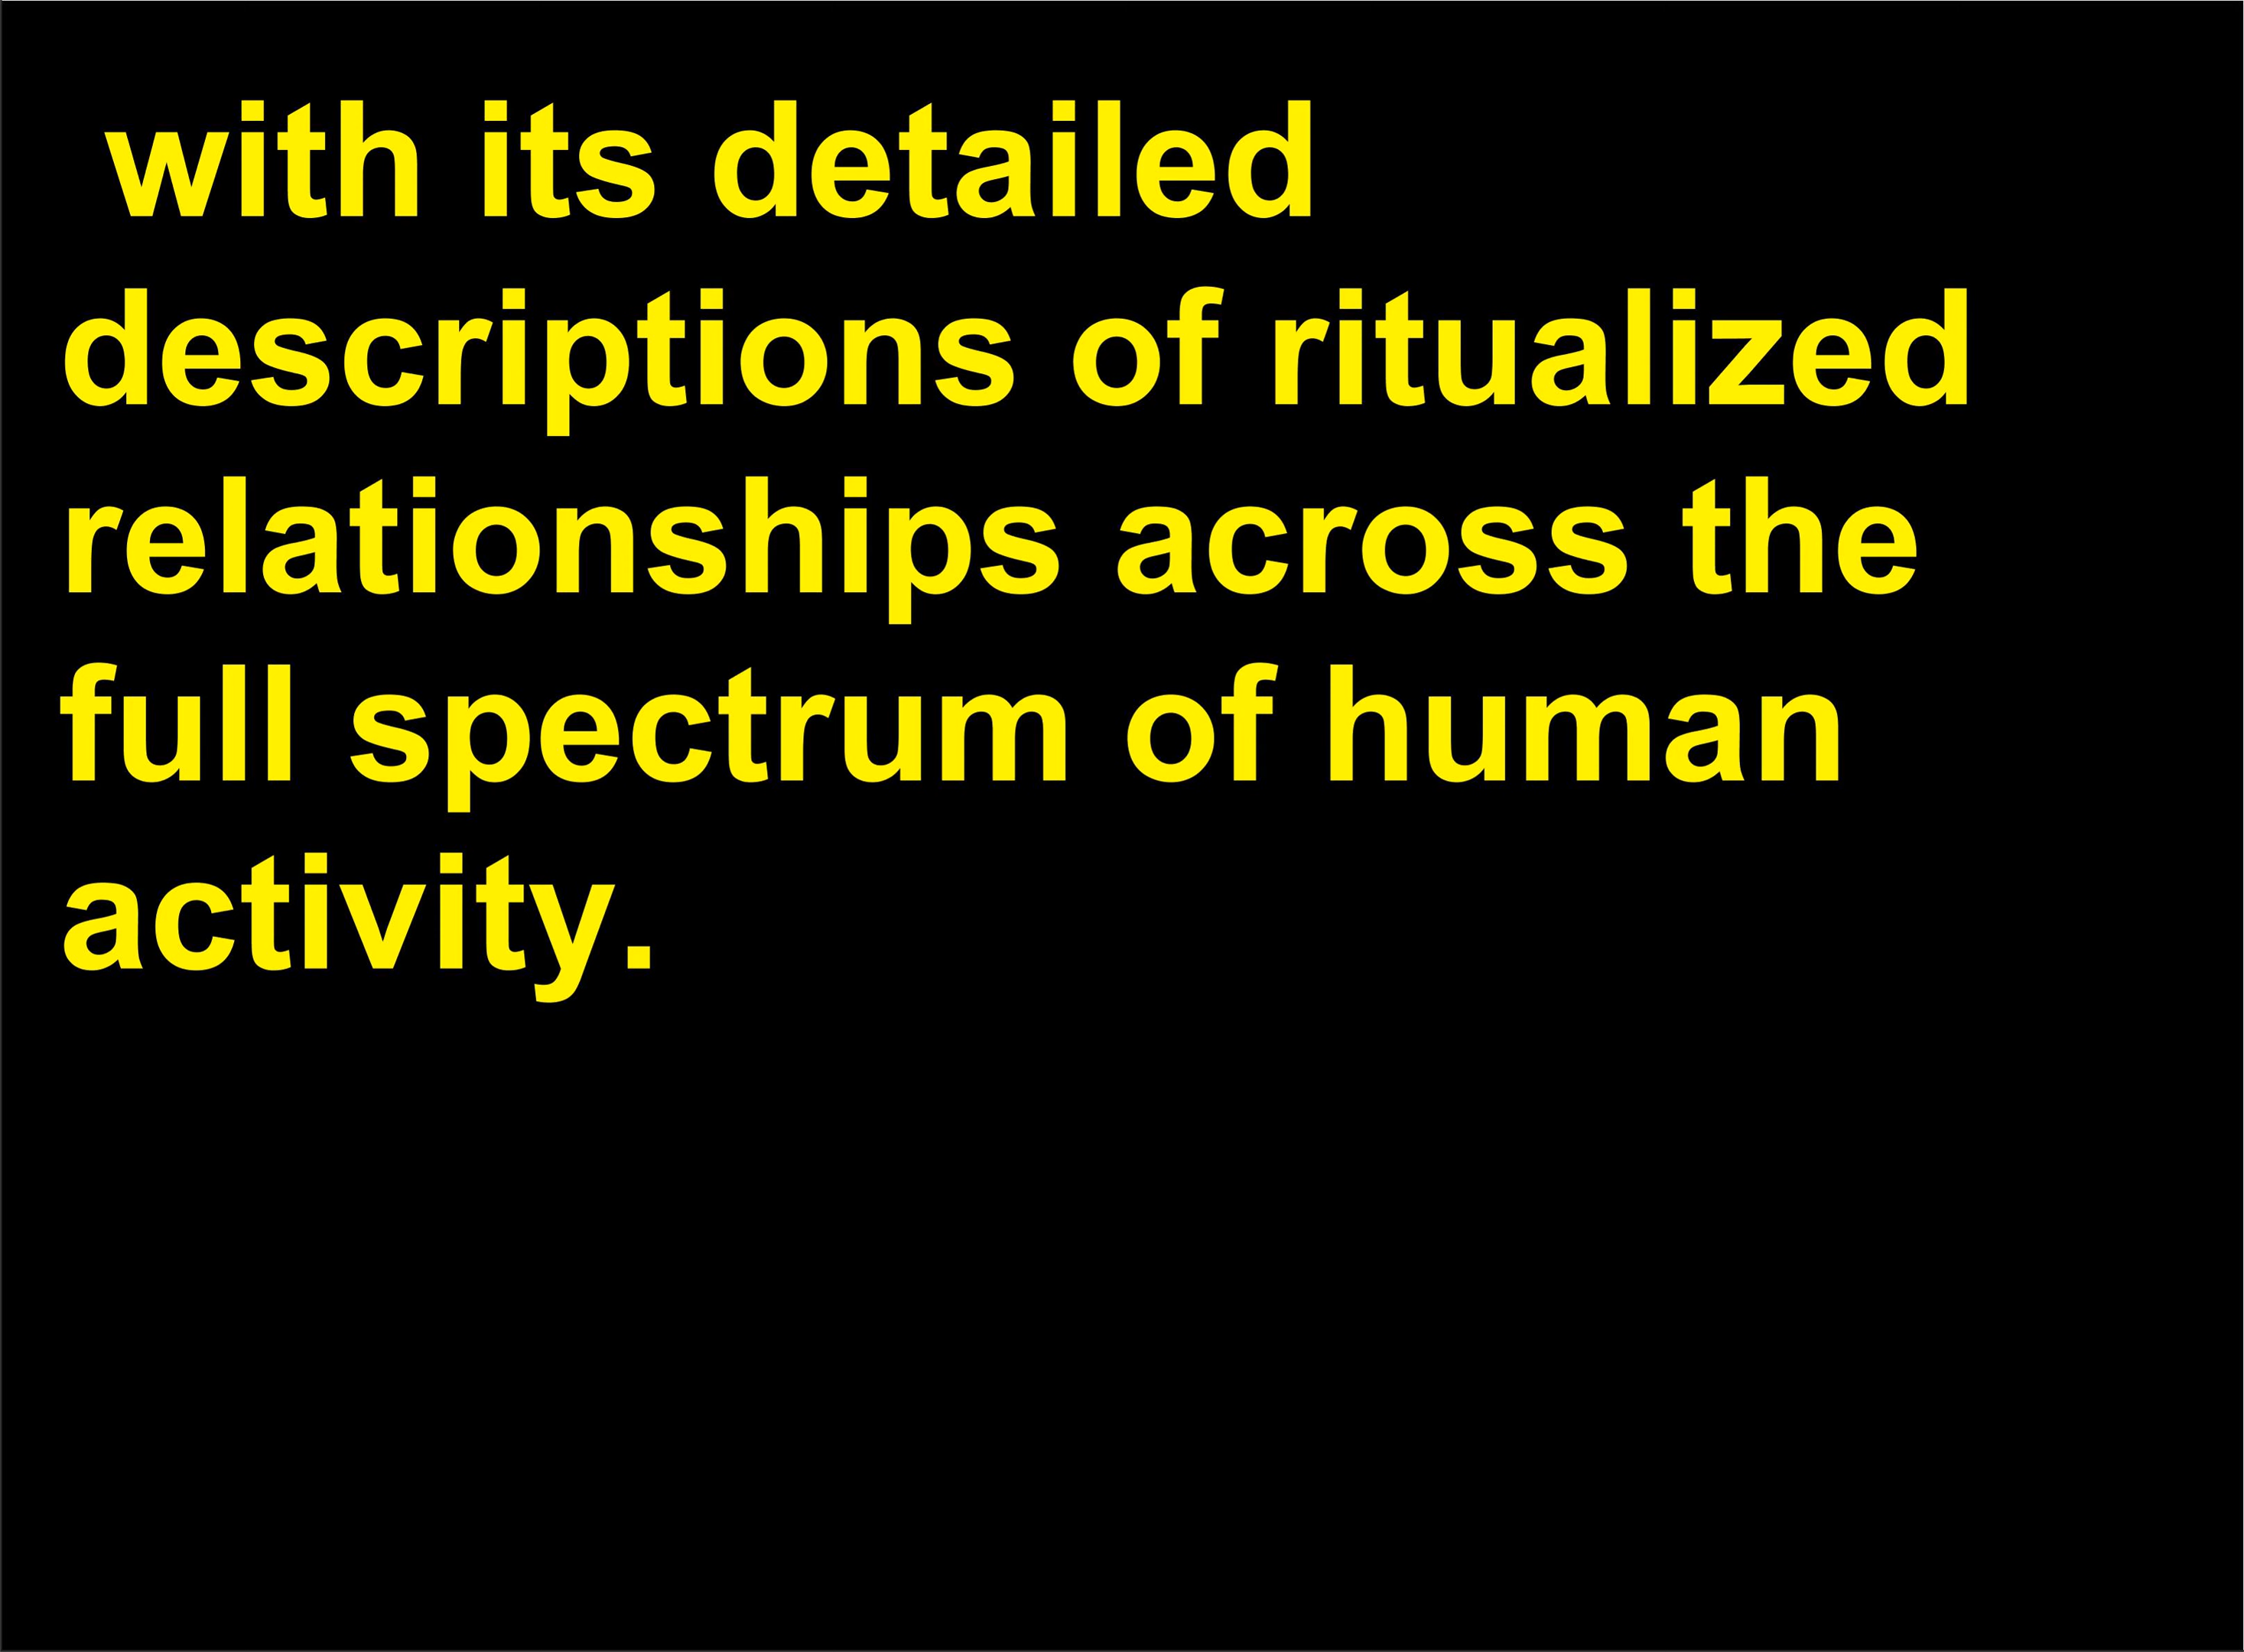 with its detailed
descriptions of ritualized
relationships across the
full spectrum of human
activity.